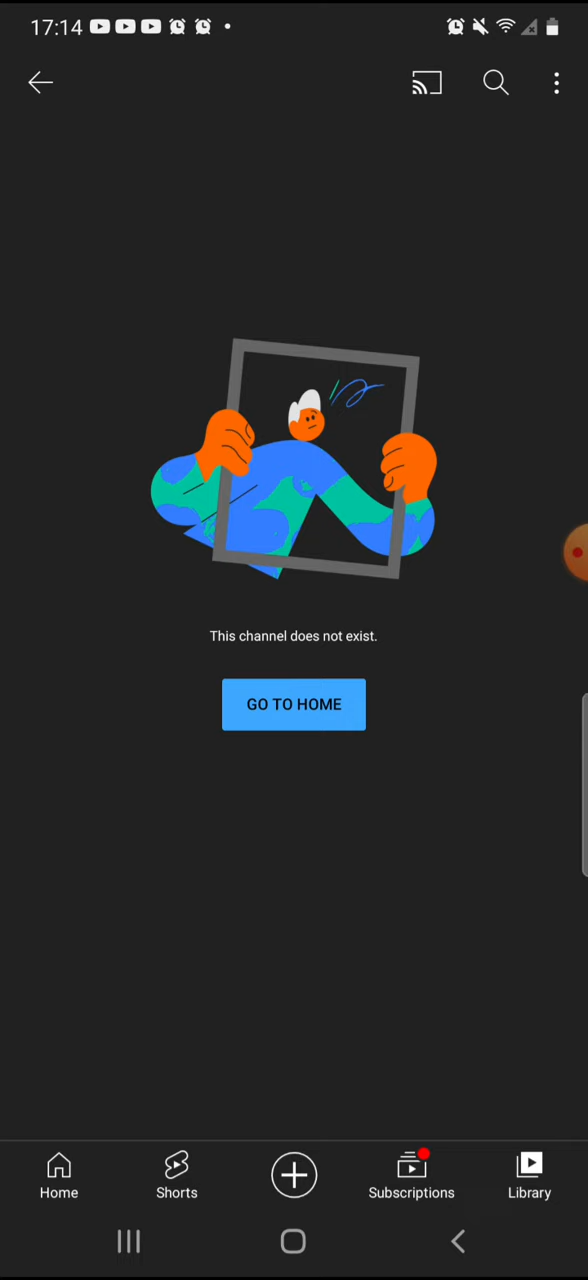 17:14
This channel does not exist.
GO TO HOME
Home
Shorts
Subscriptions
Library